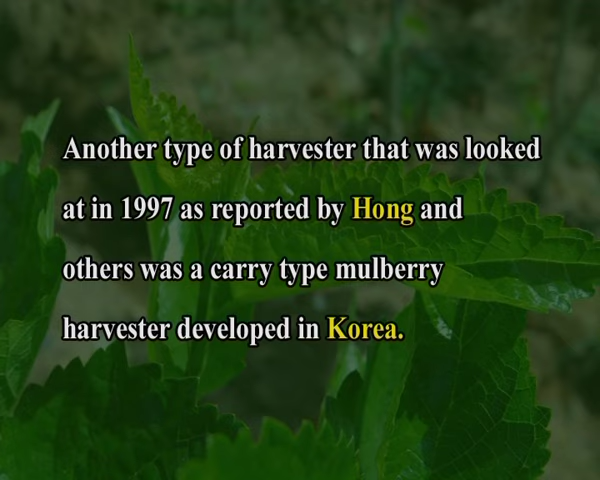 Another type of harvester that was looked
at in 1997 as reported by Hong and
others was a carry type mulberry
harvester developed in Korea.